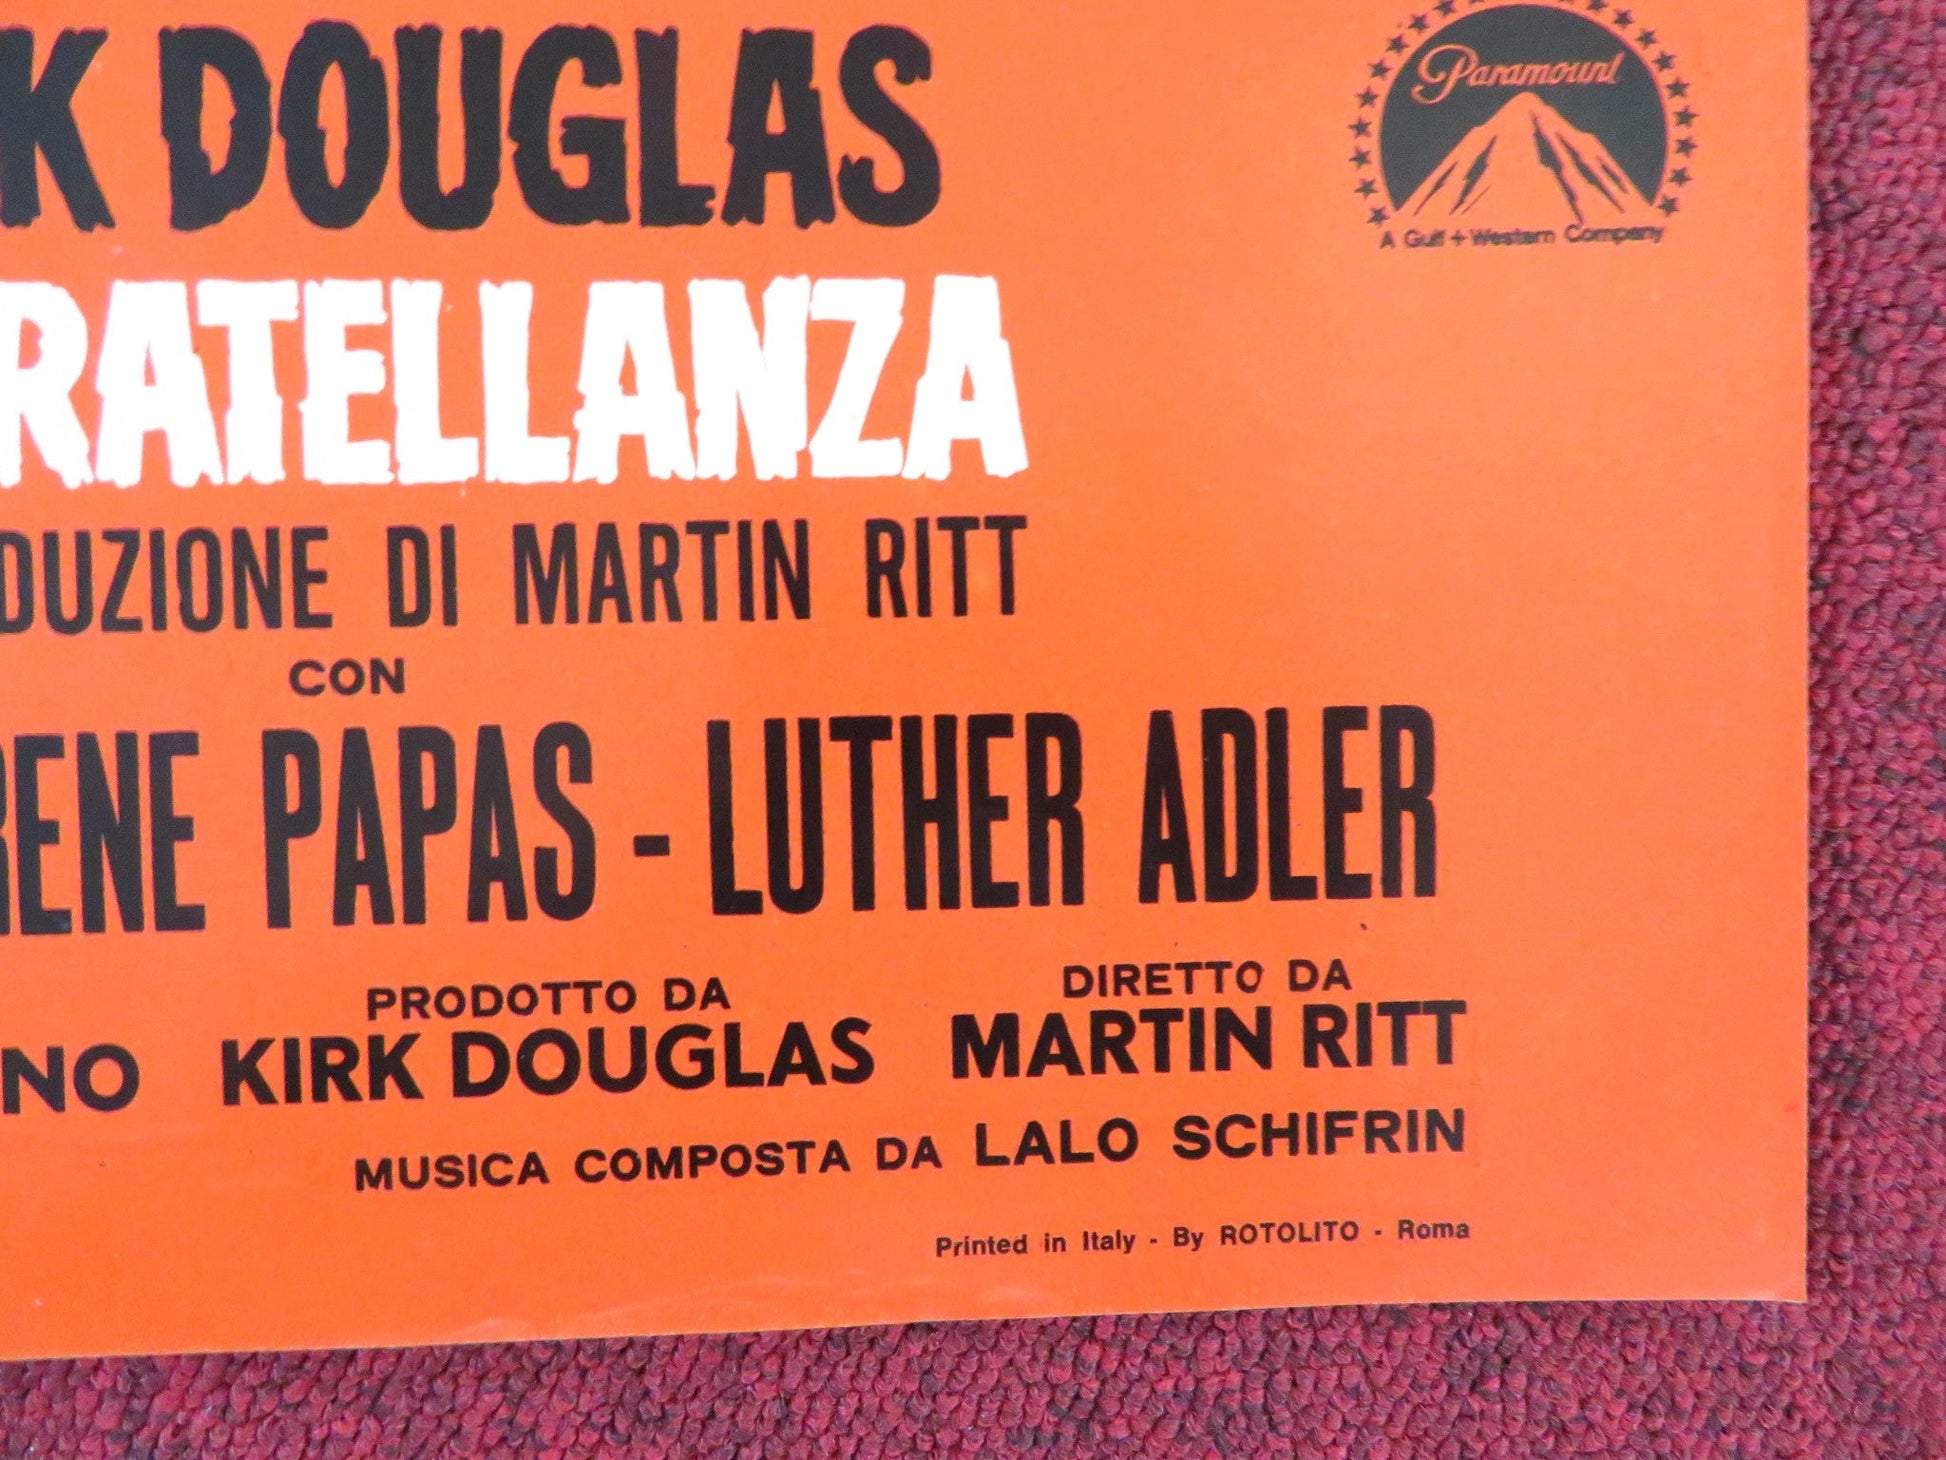 K DOUGLAS
Paramount
A Gulf + Western Company
RATELLANZA
DUZIONE DI MARTIN RITT
CON
RENE PAPAS - LUTHER ADLER
PRODOTTO DA
DIRETTO DA
NO KIRK DOUGLAS MARTIN RITT
MUSICA COMPOSTA DA LALO SCHIFRIN
Printed in Italy - By ROTOLITO - Roma